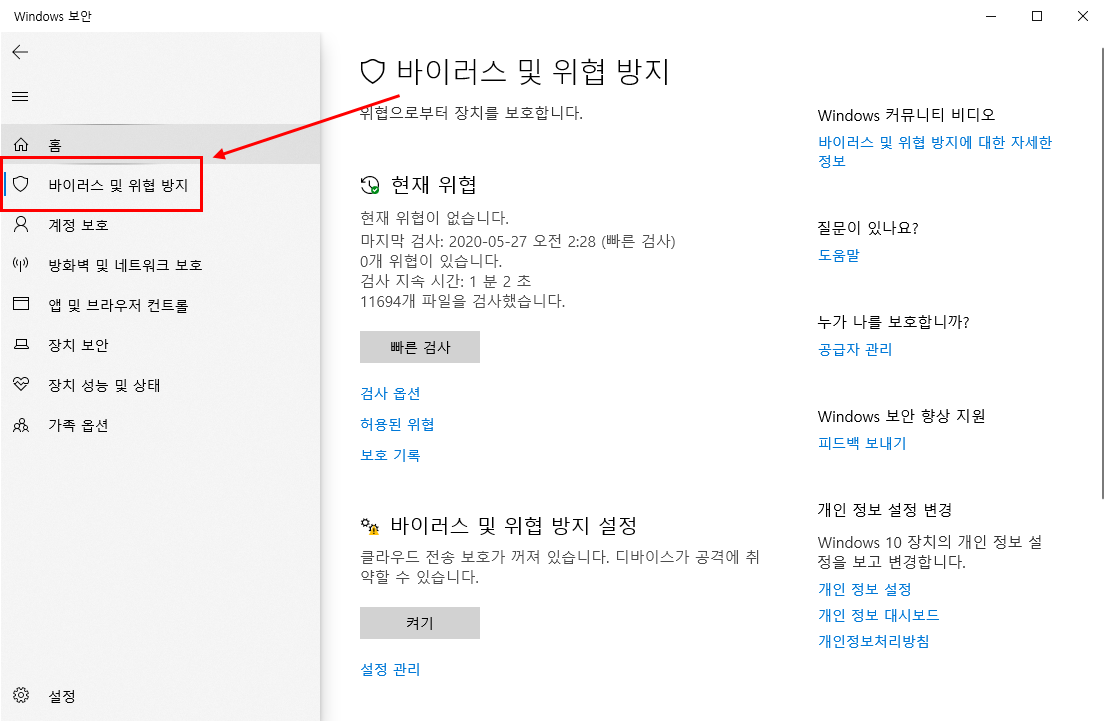 Windows 보안
홈
바이러스 및 위협 방지
계정 보호
방화벽 및 네트워크 보호
앱 및 브라우저 컨트롤
장치 보안
장치 성능 및 상태
가족 옵션
설정
바이러스 및 위협 방지
위협으로부터 장치를 보호합니다.
현재 위협
현재 위협이 없습니다.
마지막 검사: 2020-05-27 오전 2:28 (빠른 검사)
0개 위협이 있습니다.
검사 지속 시간: 1 분 2 초
11694개 파일을 검사했습니다.
빠른 검사
검사 옵션
허용된 위협
보호 기록
바이러스 및 위협 방지 설정
클라우드 전송 보호가 꺼져 있습니다. 디바이스가 공격에 취
약할 수 있습니다.
켜기
설정 관리
Windows 커뮤니티 비디오
바이러스 및 위협 방지에 대한 자세한
정보
질문이 있나요?
도움말
누가 나를 보호합니까?
공급자 관리
Windows 보안 향상 지원
피드백 보내기
개인 정보 설정 변경
Windows 10 장치의 개인 정보 설
정을 보고 변경합니다.
개인 정보 설정
개인 정보 대시보드
개인정보처리방침